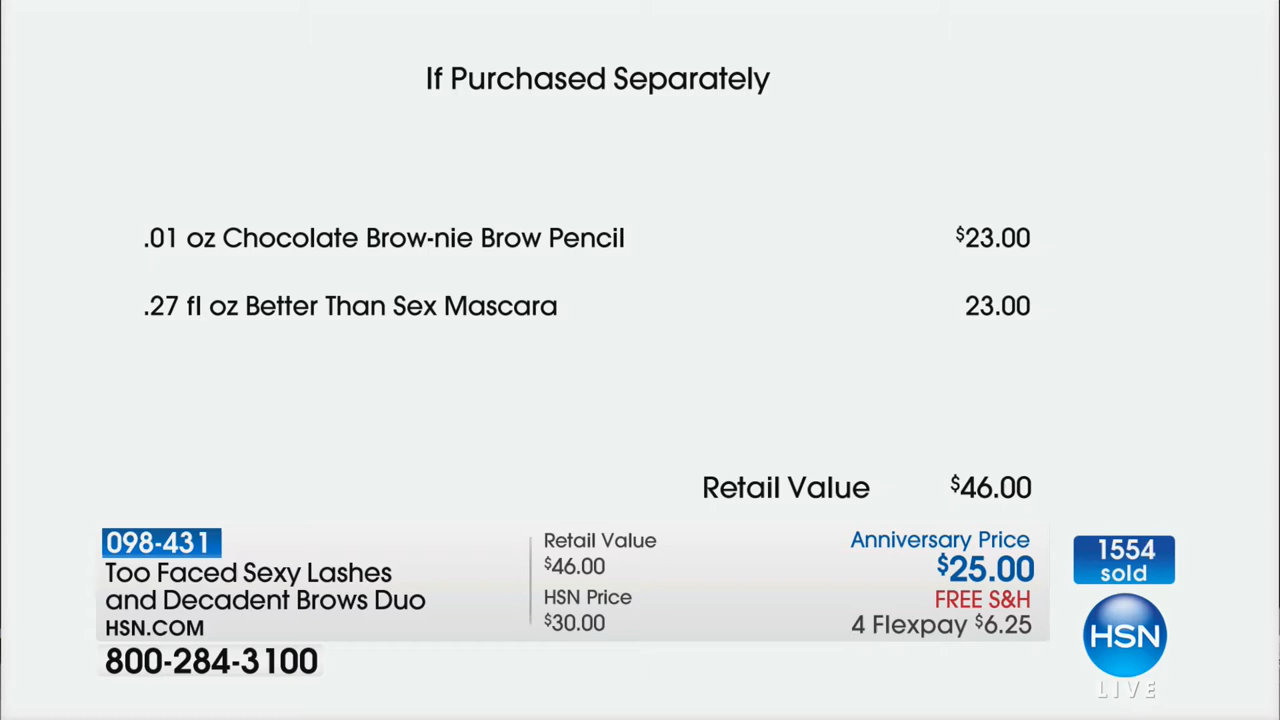 If Purchased Separately
.01 oz Chocolate Brow-nie Brow Pencil $23.00
.27 fl oz Better Than Sex Mascara 23.00
Retail Value $46.00
098-431
Too Faced Sexy Lashes
and Decadent Brows Duo
HSN.COM
800-284-3100
Retail Value
$46.00
HSN Price
$30.00
Anniversary Price
$25.00
FREE S&H
4 Flexpay $6.25
1554
sold
HSN
LIVE